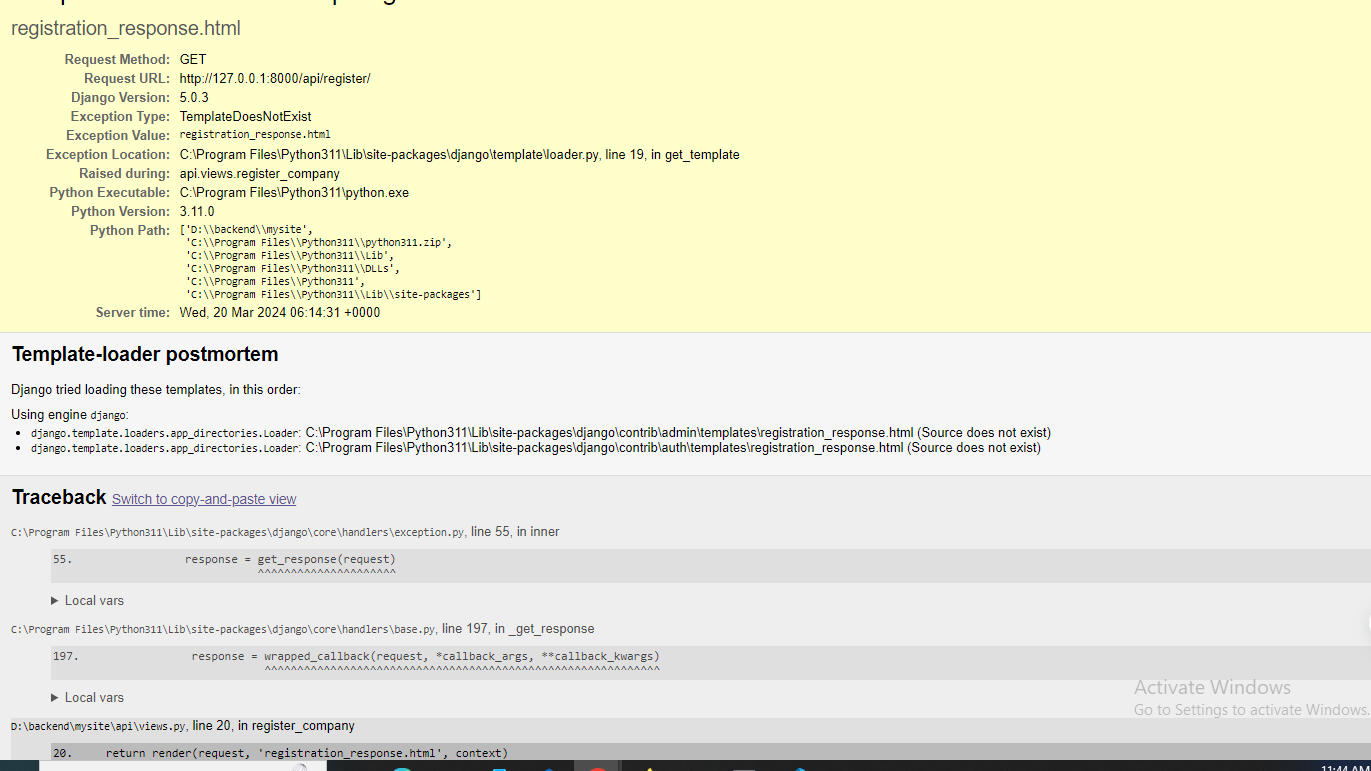 registration_response.html
Request Method: GET
Request URL: http://127.0.0.1:8000/api/register/
Django Version: 5.0.3
Exception Type: TemplateDoesNotExist
Exception Value: registration_response.html
Exception Location: C:\Program Files\Python311\Lib\site-packages\django\template\loader.py, line 19, in get_template
Raised during: api.views.register_company
Python Executable: C:\Program Files\Python311\python.exe
Python Version: 3.11.0
Python Path: ['D:\\backend\\mysite',
'C:\\Program Files\\Python311\\python311.zip',
'C:\\Program Files\\Python311\\Lib',
'C:\\Program Files\\Python311\\DLLs',
'C:\\Program Files\\Python311',
'C:\\Program Files\\Python311\\Lib\\site-packages']
Server time: Wed, 20 Mar 2024 06:14:31 +0000
Template-loader postmortem
Django tried loading these templates, in this order:
Using engine django:
• django.template.loaders.app_directories.Loader: C:\Program Files\Python311\Lib\site-packages\django\contrib\admin\templates\registration_response.html (Source does not exist)
• django.template.loaders.app_directories.Loader: C:\Program Files\Python311\Lib\site-packages\django\contrib\auth\templates\registration_response.html (Source does not exist)
Traceback Switch to copy-and-paste view
C:\Program Files\Python311\Lib\site-packages\django\core\handlers\exception.py, line 55, in inner
55. response = get_response(request)
^^^^^^^^^^^^^^^^^^^^^
▶ Local vars
C:\Program Files\Python311\Lib\site-packages\django\core\handlers\base.py, line 197, in _get_response
197. response = wrapped_callback(request, *callback_args, **callback_kwargs)
^^^^^^^^^^^^^^^^^^^^^^^^^^^^^^^^^^^^^^^^^^^^^^^^^^^^^^^^^^^^
▶ Local vars
Activate Windows
Go to Settings to activate Windows.
D:\backend\mysite\api\views.py, line 20, in register_company
20. return render(request, 'registration_response.html', context)
11:44 AM